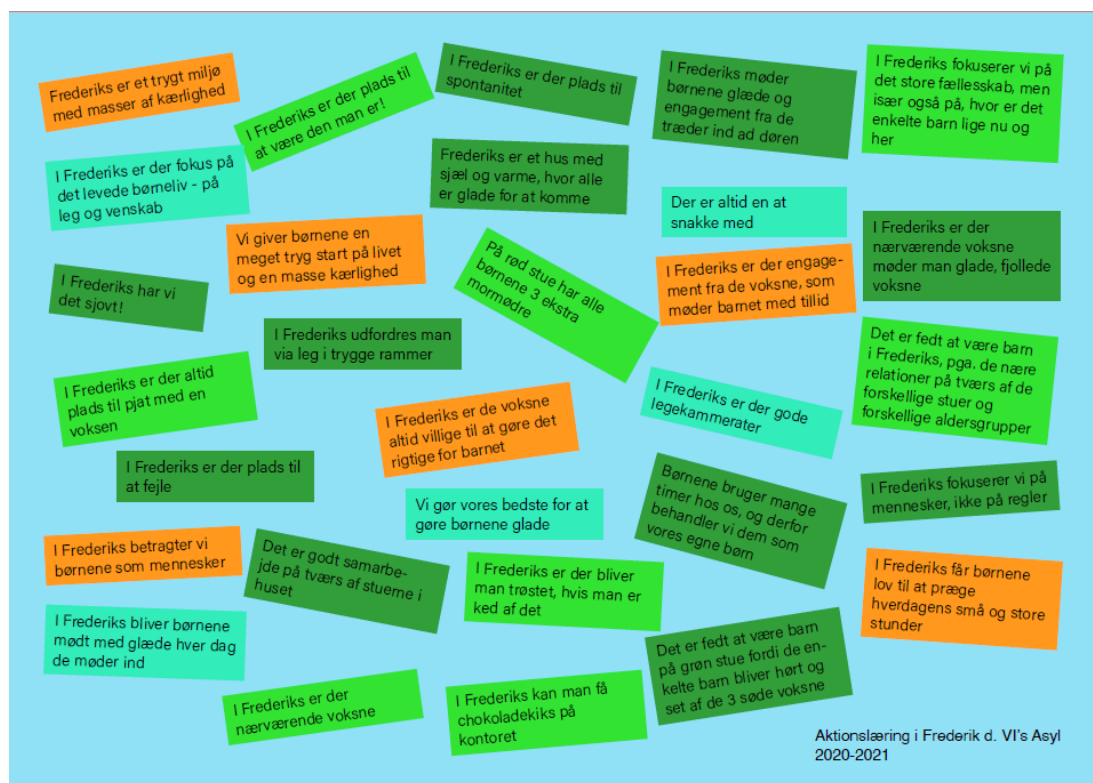 Frederiks er et trygt miljø
med masser af kærlighed
I Frederiks er der plads til
at være den man er!
I Frederiks er der plads til
spontanitet
I Frederiks møder
børnene glæde og
engagement fra de
træder ind ad døren
I Frederiks fokuserer vi på
det store fællesskab, men
især også på, hvor er det
enkelte barn lige nu og
her
I Frederiks er der fokus på
det levede børneliv - på
leg og venskab
Frederiks er et hus med
sjæl og varme, hvor alle
er glade for at komme
Der er altid en at
snakke med
Vi giver børnene en
meget tryg start på livet
og en masse kærlighed
På rød stue har alle
børnene 3 ekstra
mormødre
I Frederiks er der engage-
ment fra de voksne, som
møder barnet med tillid
I Frederiks er der
nærværende voksne
møder man glade, fjollede
voksne
I Frederiks har vi
det sjovt!
I Frederiks udfordres man
via leg i trygge rammer
Det er fedt at være barn
i Frederiks, pga. de nære
relationer på tværs af de
forskellige stuer og
forskellige aldersgrupper
I Frederiks er der altid
plads til pjat med en
voksen
I Frederiks er de voksne
altid villige til at gøre det
rigtige for barnet
I Frederiks er der gode
legekammerater
I Frederiks er der plads til
at fejle
Vi gør vores bedste for at
gøre børnene glade
Børnene bruger mange
timer hos os, og derfor
behandler vi dem som
vores egne børn
I Frederiks fokuserer vi på
mennesker, ikke på regler
I Frederiks betragter vi
børnene som mennesker
Det er godt samarbe-
jde på tværs af stuerne i
huset
I Frederiks er der bliver
man trøstet, hvis man er
ked af det
I Frederiks får børnene
lov til at præge
hverdagens små og store
stunder
I Frederiks bliver børnene
mødt med glæde hver dag
de møder ind
Det er fedt at være barn
på grøn stue fordi de en-
kelte barn bliver hørt og
set af de 3 søde voksne
I Frederiks er der
nærværende voksne
I Frederiks kan man få
chokoladekiks på
kontoret
Aktionslæring i Frederik d. VI's Asyl
2020-2021